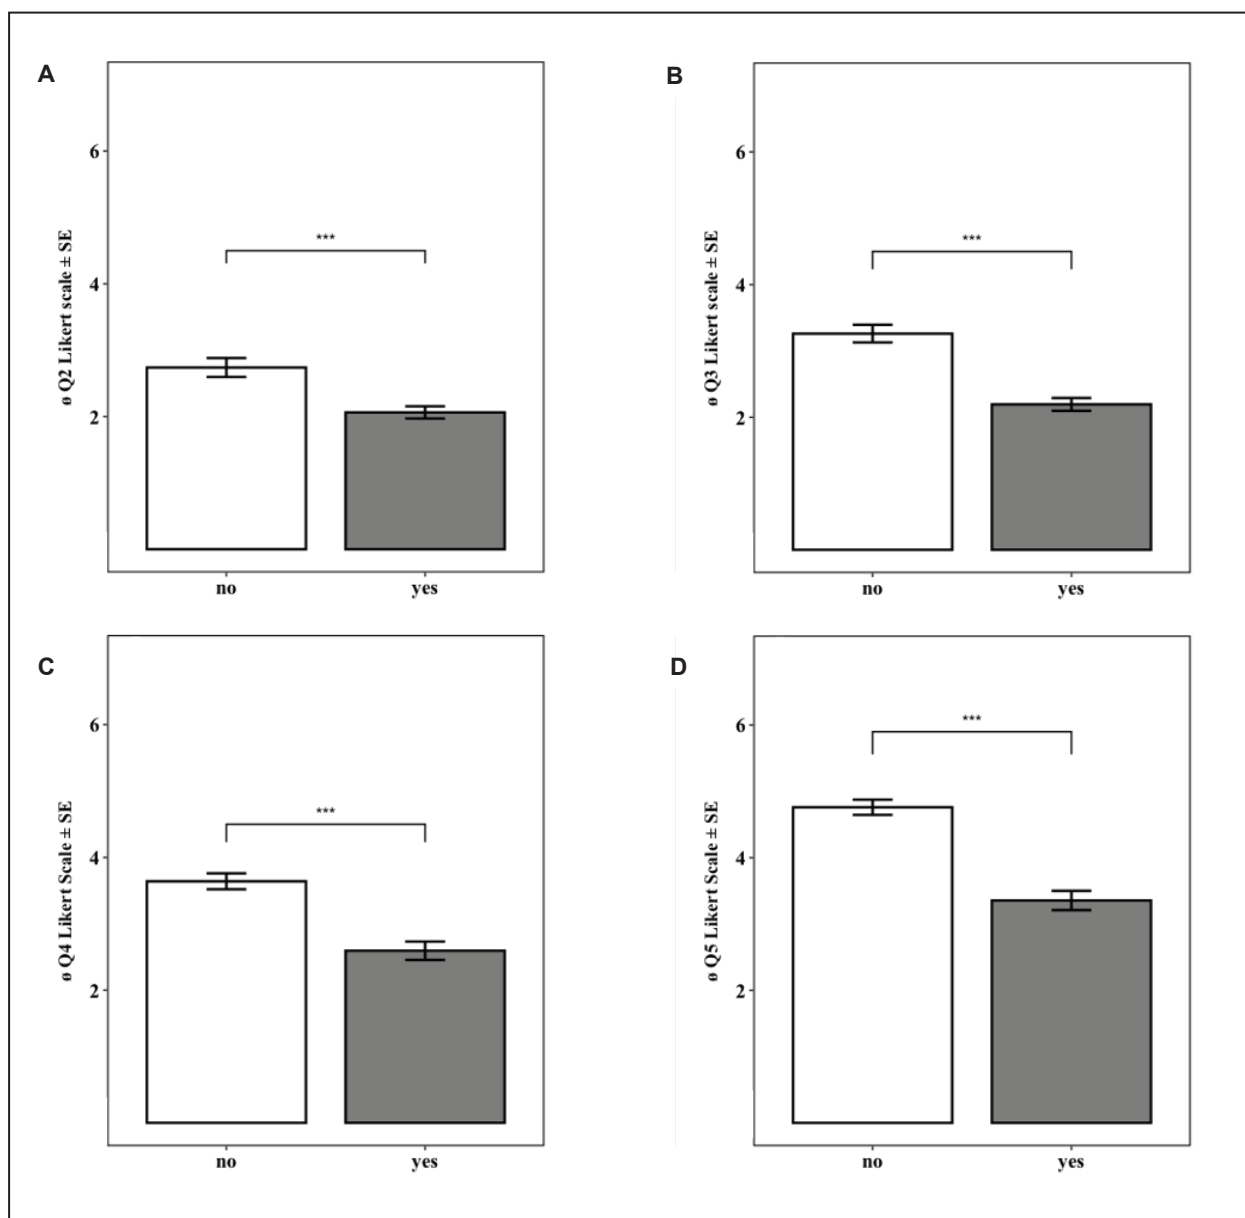 A
ø Q2 Likert scale ± SE
6
4
2
***
no
yes
B
ø Q3 Likert scale ± SE
6
4
2
***
no
yes
C
ø Q4 Likert Scale ± SE
6
4
2
***
no
yes
D
ø Q5 Likert Scale ± SE
6
4
2
***
no
yes